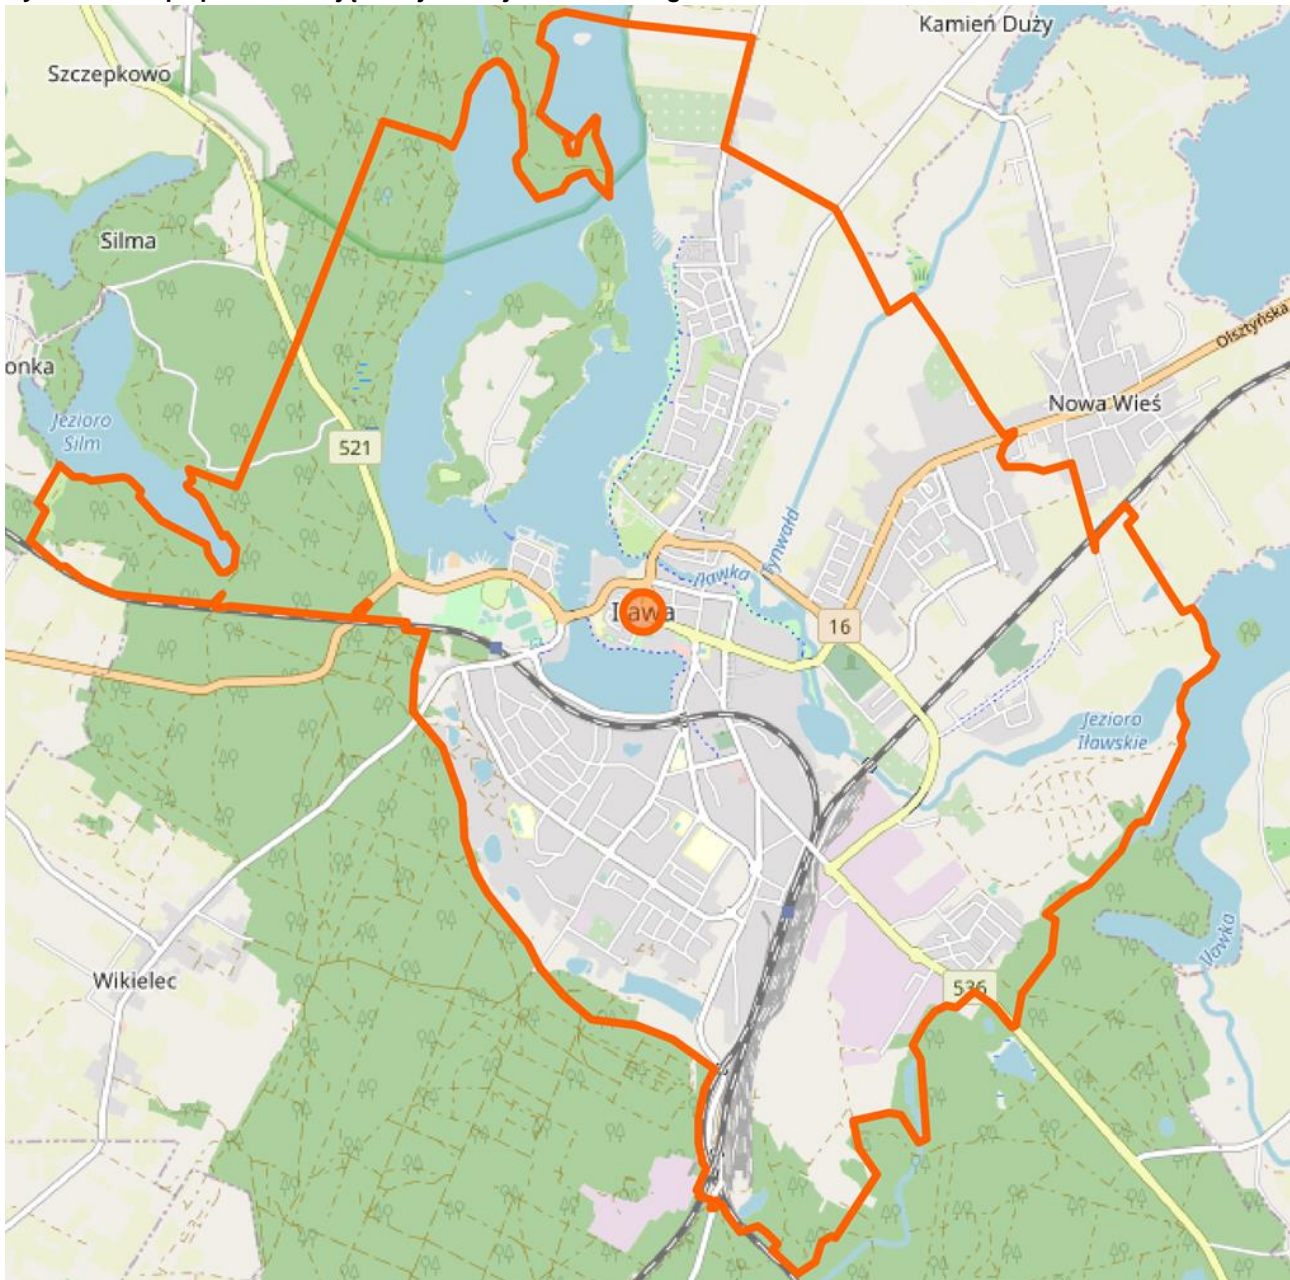 Kamień Duży
Szczepkowo
Silma
Olsztyńska
onka
Nowa Wieś
Jezioro
Silm
521
Tynwałd
Iławka
Iława
16
Jezioro
Iławskie
Iławka
Wikielec
536